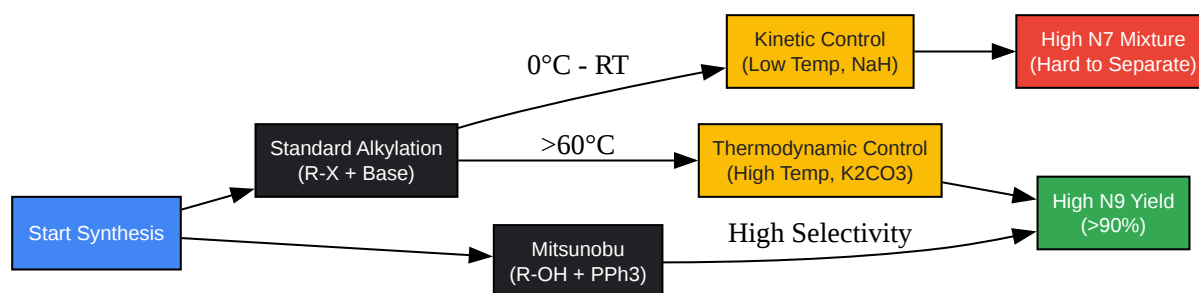 Kinetic Control
(Low Temp, NaH)
High N7 Mixture
(Hard to Separate)
0°C - RT
Standard Alkylation
(R-X + Base)
>60°C
Thermodynamic Control
(High Temp, K2CO3)
Start Synthesis
High N9 Yield
(>90%)
Mitsunobu
(R-OH + PPh3)
High Selectivity